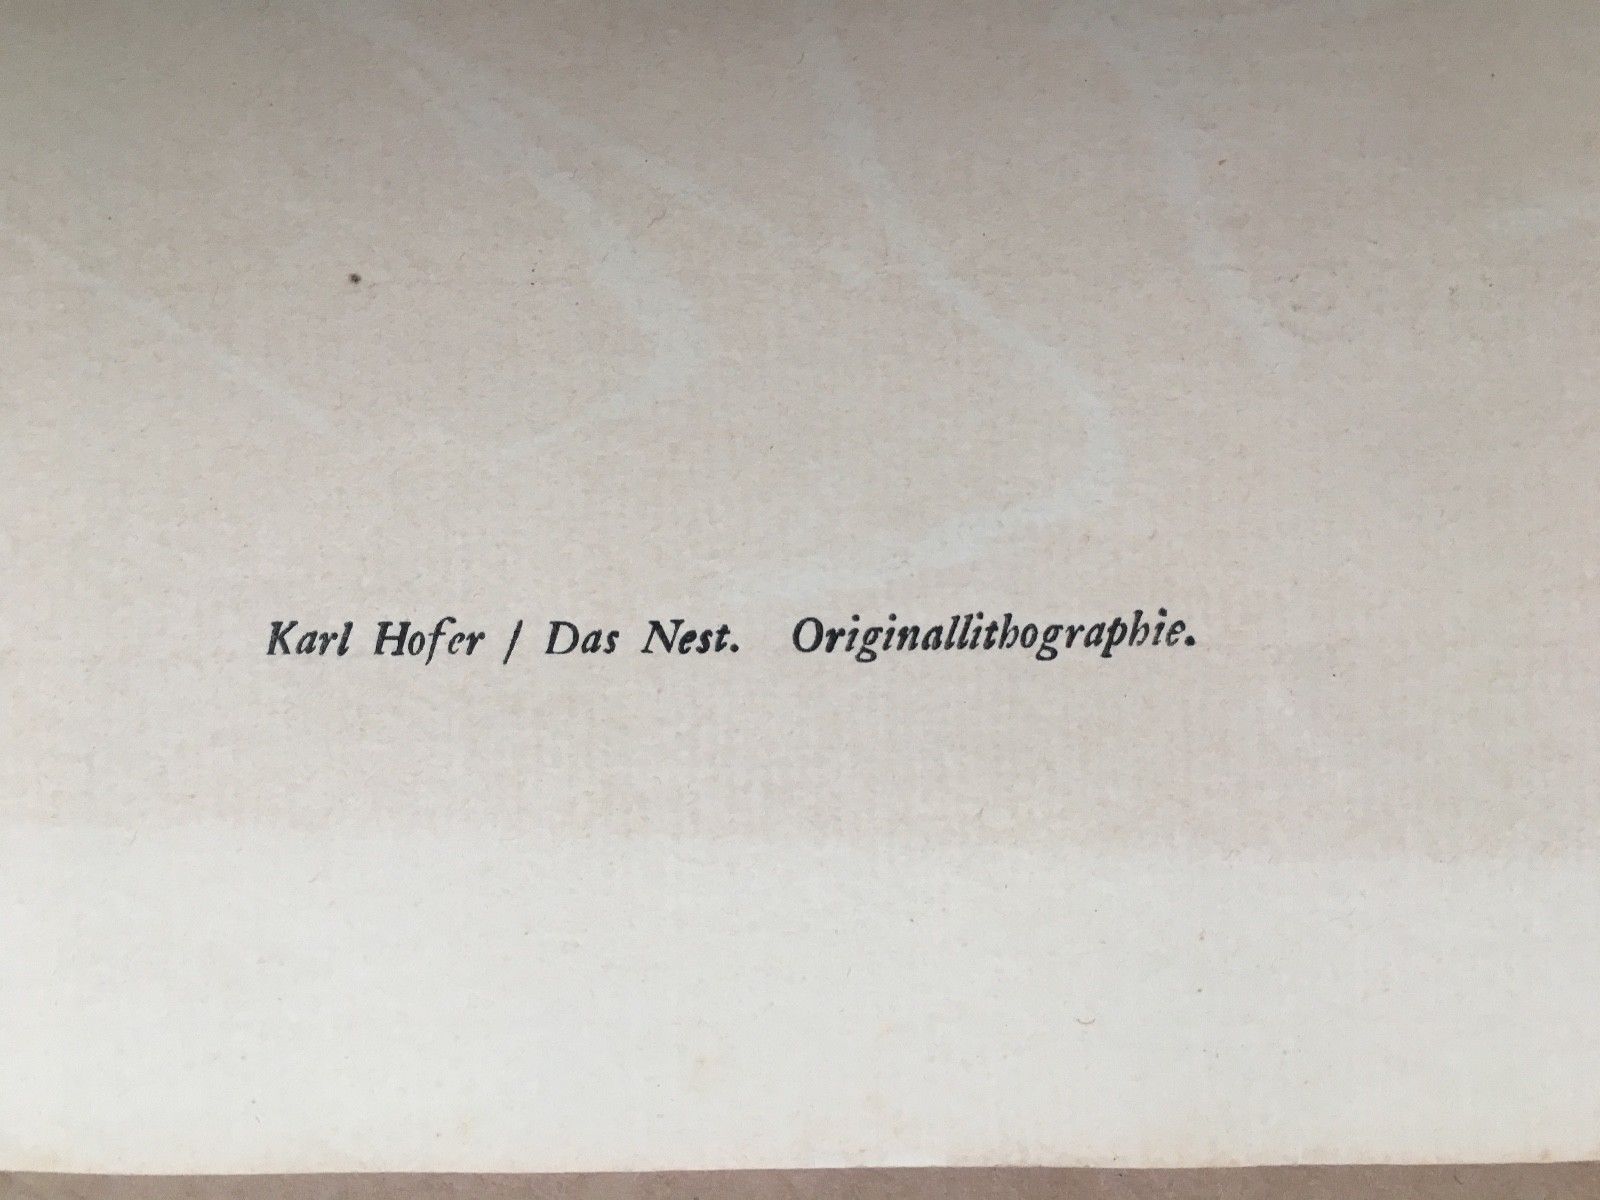 Karl Hofer / Das Nest. Originallithographie.